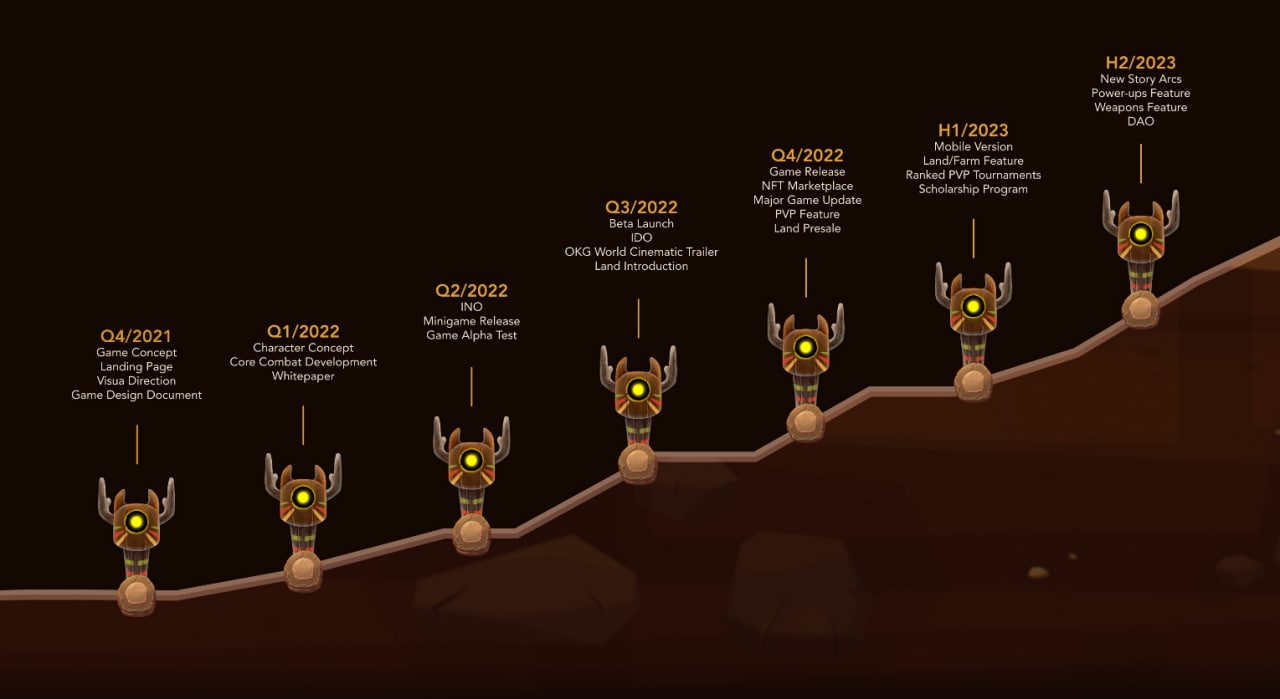 Q4/2021
Game Concept
Landing Page
Visua Direction
Game Design Document
Q1/2022
Character Concept
Core Combat Development
Whitepaper
Q2/2022
INO
Minigame Release
Game Alpha Test
Q3/2022
Beta Launch
IDO
OKG World Cinematic Trailer
Land Introduction
Q4/2022
Game Release
NFT Marketplace
Major Game Update
PVP Feature
Land Presale
H1/2023
Mobile Version
Land/Farm Feature
Ranked PVP Tournaments
Scholarship Program
H2/2023
New Story Arcs
Power-ups Feature
Weapons Feature
DAO